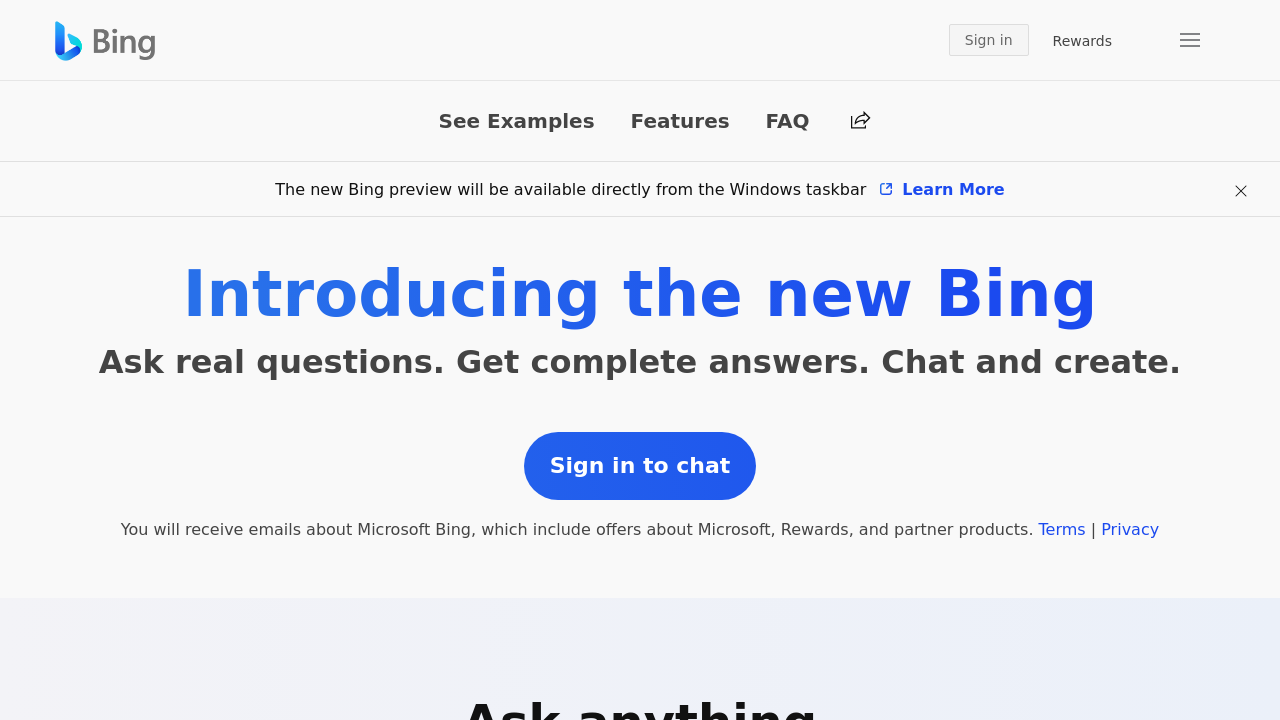 Bing
Sign in
Rewards
See Examples
Features
FAQ
The new Bing preview will be available directly from the Windows taskbar Learn More
Introducing the new Bing
Ask real questions. Get complete answers. Chat and create.
Sign in to chat
You will receive emails about Microsoft Bing, which include offers about Microsoft, Rewards, and partner products. Terms | Privacy
Ask anything